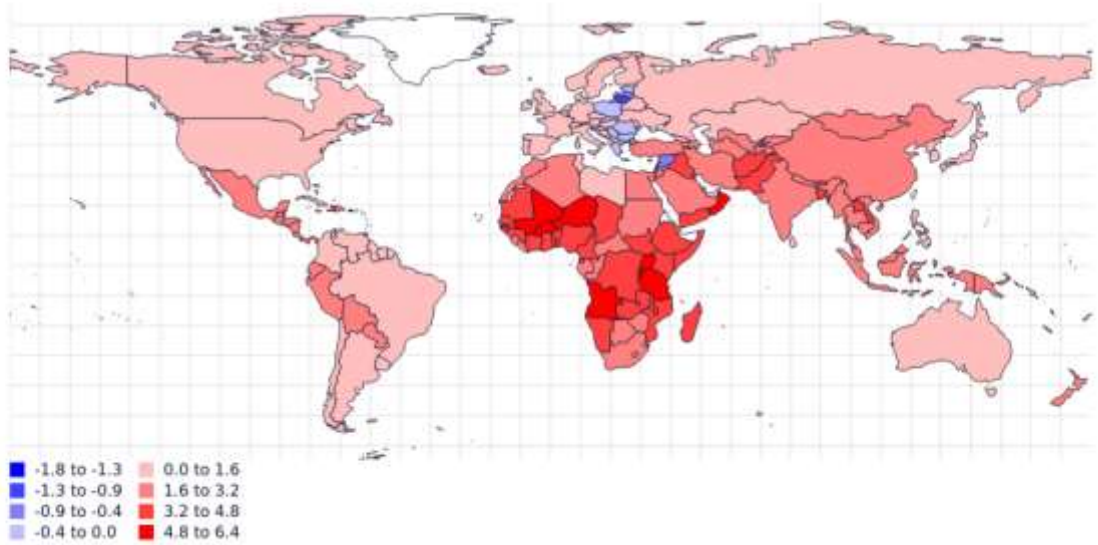 -1.8 to -1.3
-1.3 to -0.9
-0.9 to -0.4
-0.4 to 0.0
0.0 to 1.6
1.6 to 3.2
3.2 to 4.8
4.8 to 6.4